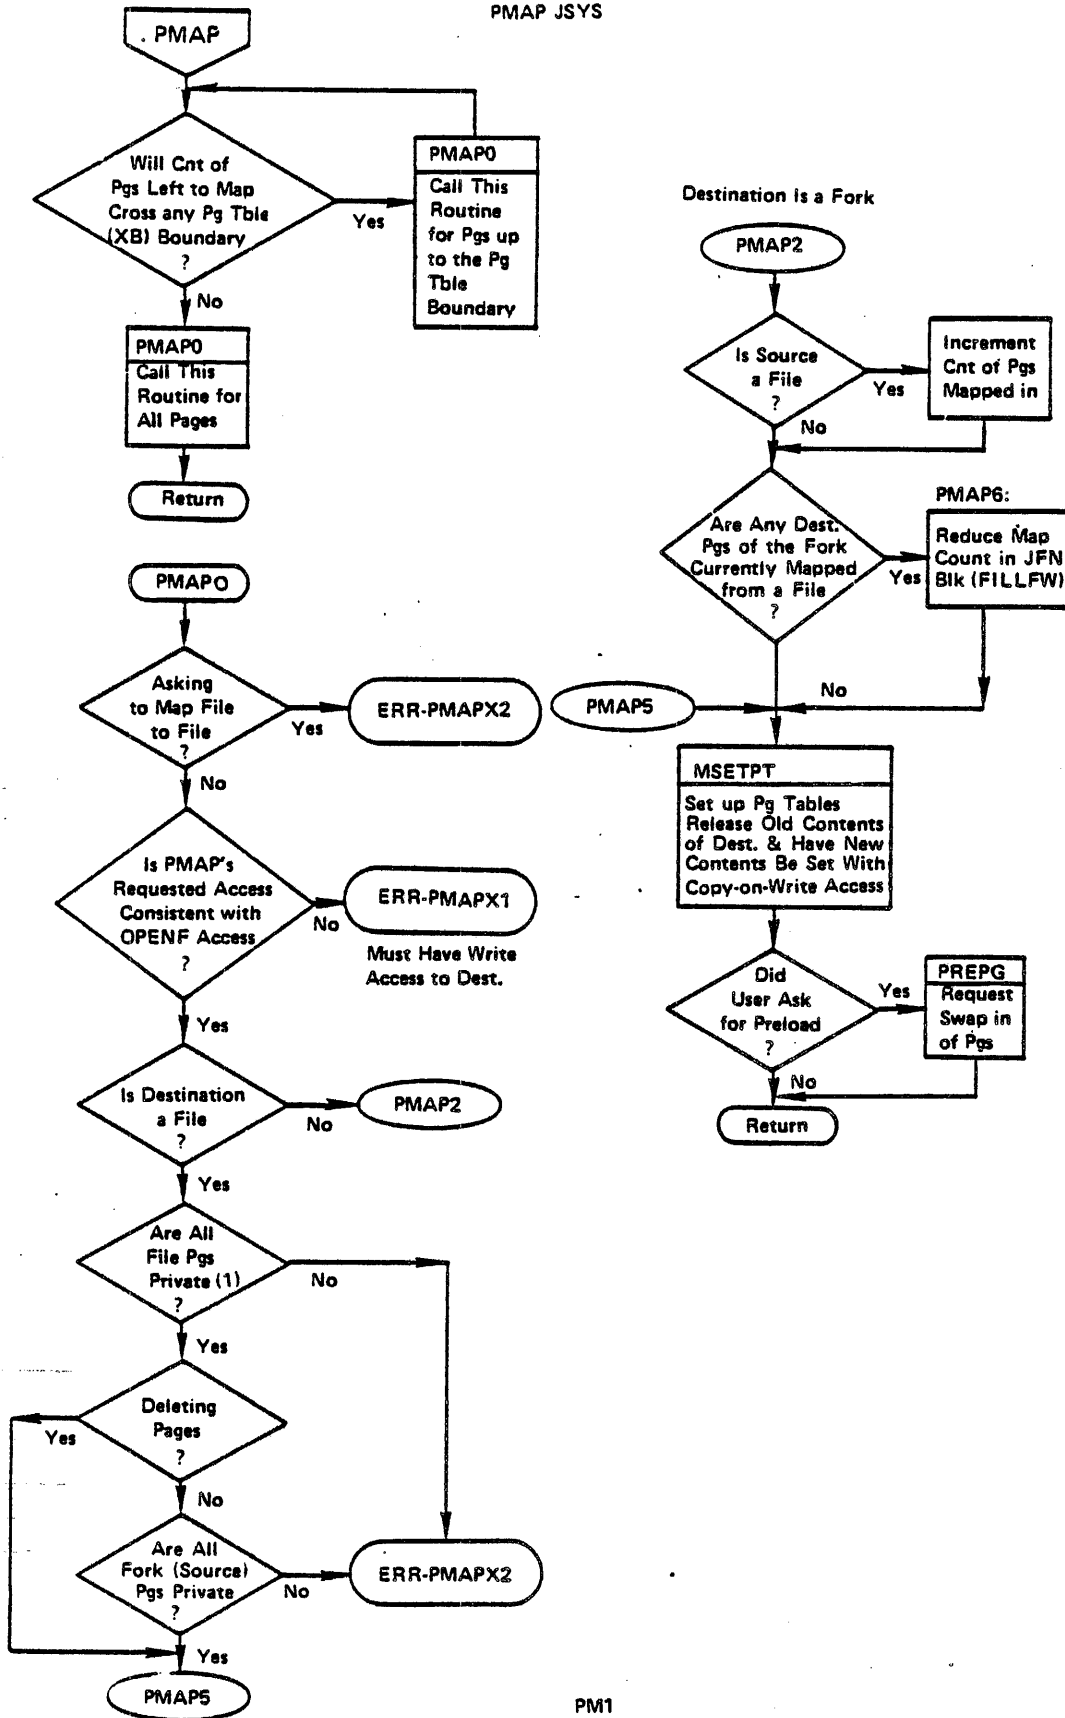 PMAP JSYS
PMAP
Will Cnt of
Pgs Left to Map
Cross any Pg Tble
(XB) Boundary
?
Yes
PMAP0
Call This
Routine
for Pgs up
to the Pg
Tble
Boundary
No
PMAP0
Call This
Routine for
All Pages
Return
PMAPO
Asking
to Map File
to File
?
Yes
ERR-PMAPX2
No
Is PMAP's
Requested Access
Consistent with
OPENF Access
?
No
ERR-PMAPX1
Must Have Write
Access to Dest.
Yes
Is Destination
a File
?
No
PMAP2
Yes
Are All
File Pgs
Private (1)
?
No
Yes
Deleting
Pages
?
Yes
No
Are All
Fork (Source)
Pgs Private
?
No
ERR-PMAPX2
Yes
PMAP5
Destination Is a Fork
PMAP2
Is Source
a File
?
Yes
Increment
Cnt of Pgs
Mapped in
No
Are Any Dest.
Pgs of the Fork
Currently Mapped
from a File
?
Yes
PMAP6:
Reduce Map
Count in JFN
Blk (FILLFW)
No
PMAP5
MSETPT
Set up Pg Tables
Release Old Contents
of Dest. & Have New
Contents Be Set With
Copy-on-Write Access
Did
User Ask
for Preload
?
Yes
PREPG
Request
Swap in
of Pgs
No
Return
PM1